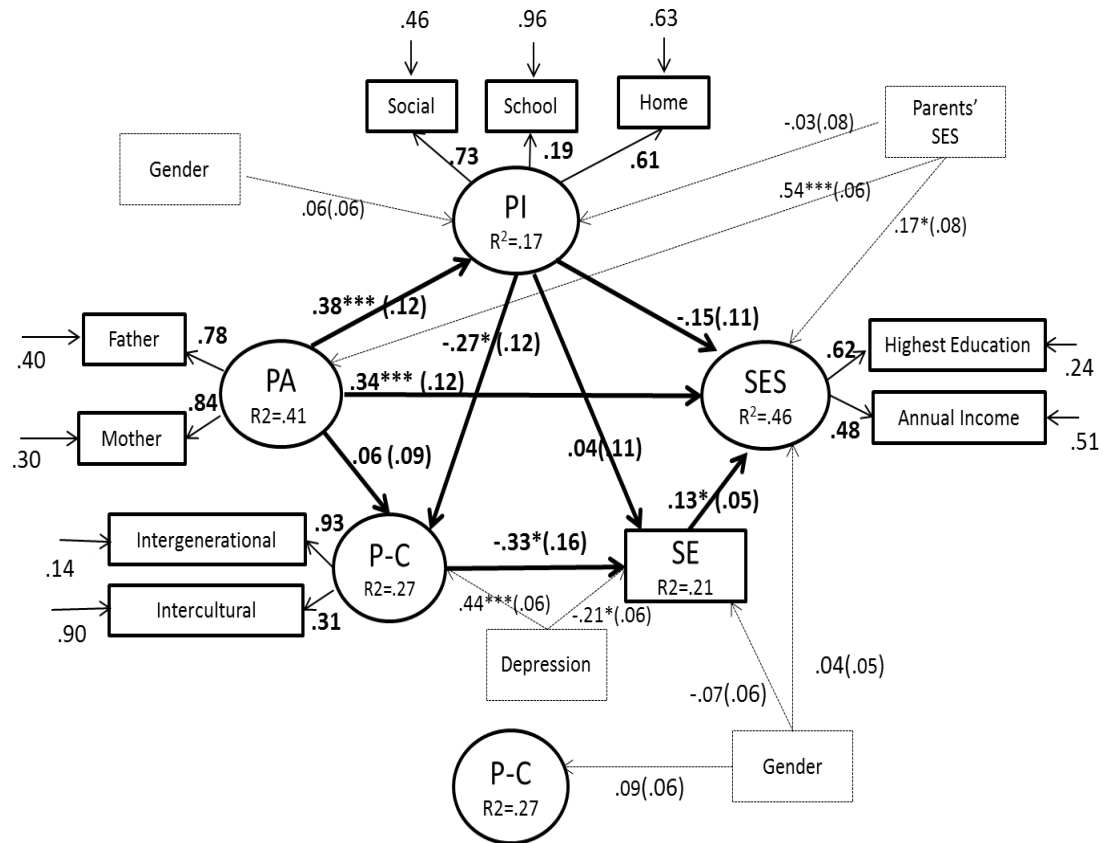 .46
.96
.63
Social
School
Home
Parents'
SES
Gender
.73
.19
.61
-.03(.08)
.54***(.06)
.06(.06)
PI
R²=.17
.17*(.08)
.38*** (.12)
-.27* (.12)
-.15(.11)
Father
.78
.40
PA
R2=.41
.34*** (.12)
SES
R²=.46
.62
Highest Education
.24
.84
Mother
.30
.48
Annual Income
.51
.06 (.09)
.04(.11)
.13* (.05)
Intergenerational
.93
.14
P-C
R2=.27
-.33*(.16)
SE
R2=.21
Intercultural
.31
.90
.44***(.06)
-.21*(.06)
Depression
-.07(.06)
.04(.05)
P-C
R2=.27
.09(.06)
Gender